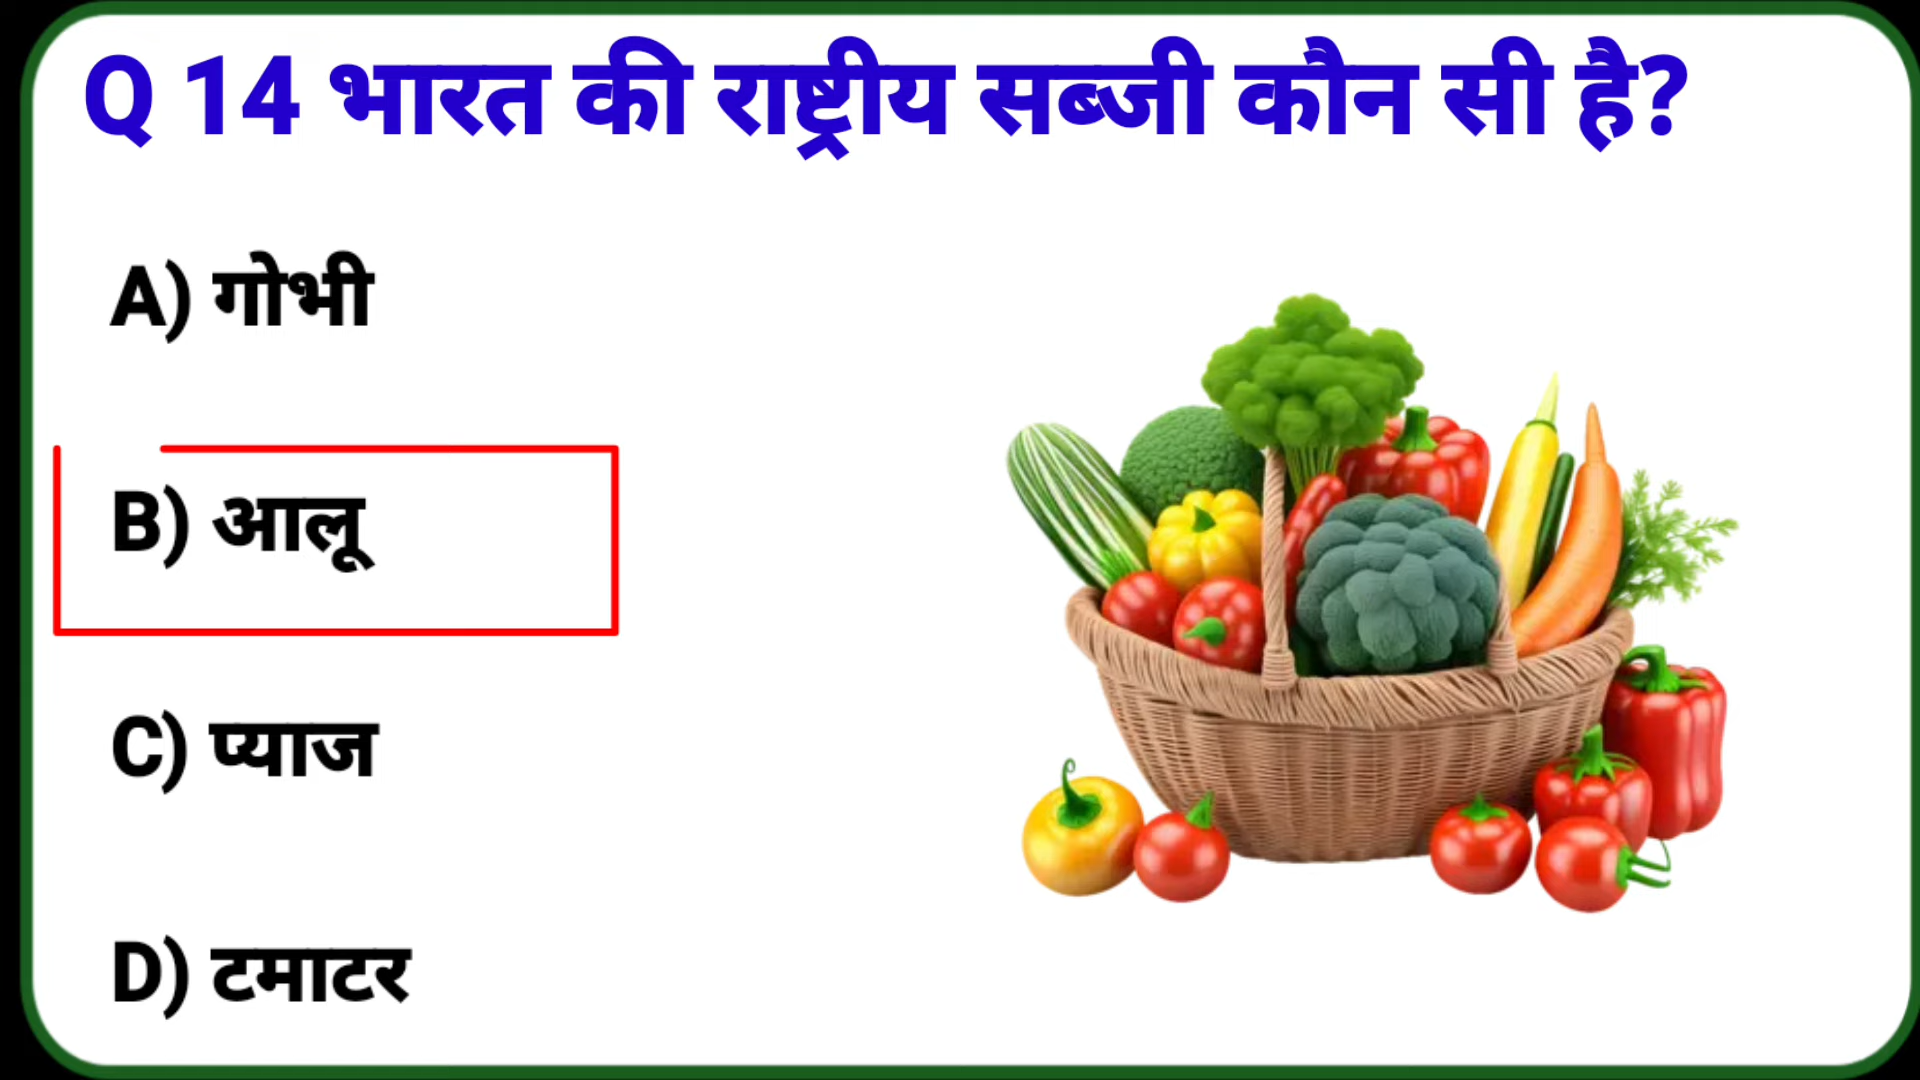 Q 14 भारत की राष्ट्रीय सब्जी कौन सी है?
A) गोभी
B) आलू
C) प्याज
D) टमाटर